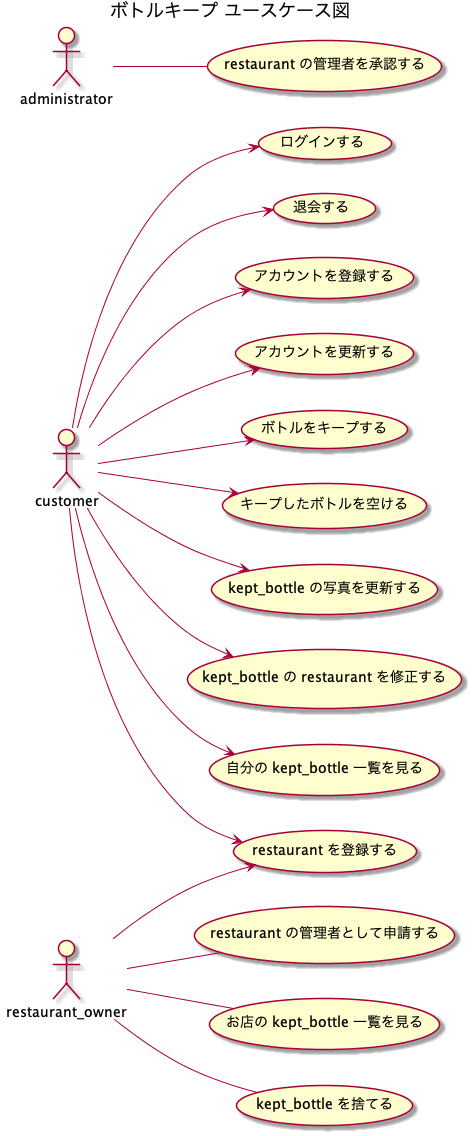 ボトルキープ ユースケース図
administrator
restaurant の管理者を承認する
ログインする
退会する
アカウントを登録する
アカウントを更新する
ボトルをキープする
customer
キープしたボトルを空ける
kept_bottle の写真を更新する
kept_bottle の restaurant を修正する
自分の kept_bottle 一覧を見る
restaurant を登録する
restaurant の管理者として申請する
restaurant_owner
お店の kept_bottle 一覧を見る
kept_bottle を捨てる